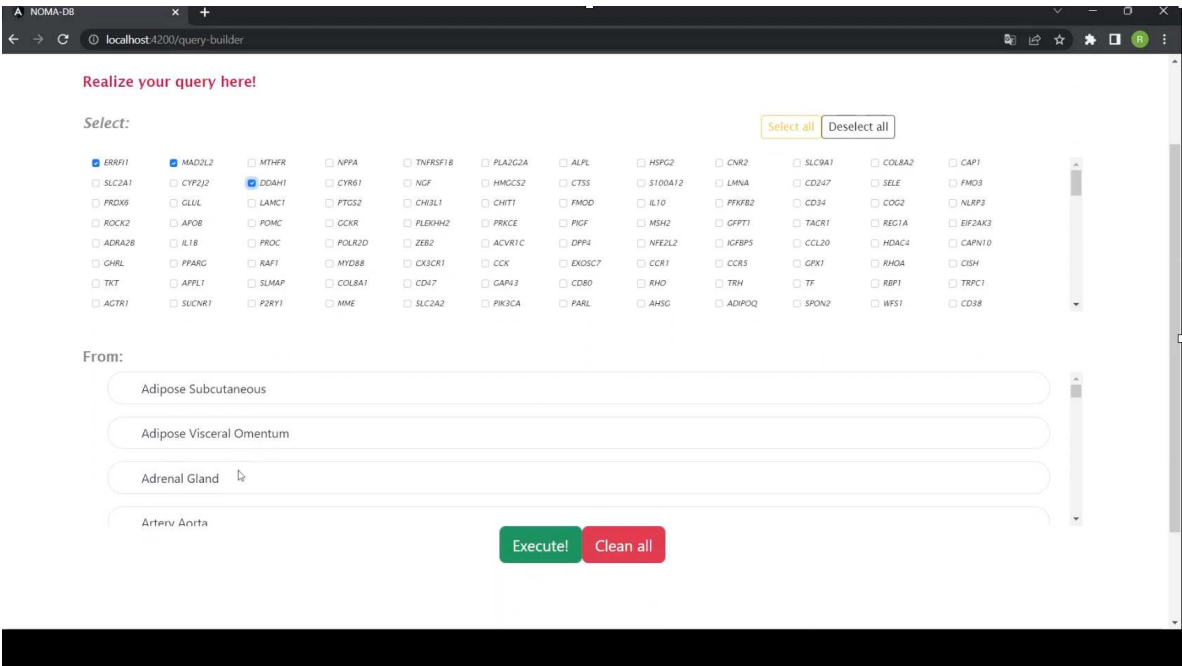 A NOMA-DB
localhost:4200/query-builder
R
Realize your query here!
Select:
Select all Deselect all
ERRFI1 MAD2L2 MTHFR NPPA TNFRSF1B PLA2G2A ALPL HSPG2 CNR2 SLC9A1 COL8A2 CAP1
SLC2A1 CYP2J2 DDAH1 CYR61 NGF HMGCS2 CTSS S100A12 LMNA CD247 SELE FMO3
PRDX6 GLUL LAMC1 PTGS2 CHI3L1 CHIT1 FMOD IL10 PFKFB2 CD34 COG2 NLRP3
ROCK2 APOB POMC GCKR PLEKHH2 PRKCE PIGF MSH2 GFPT1 TACR1 REG1A EIF2AK3
ADRA2B IL1B PROC POLR2D ZEB2 ACVR1C DPP4 NFE2L2 IGFBP5 CCL20 HDAC4 CAPN10
GHRL PPARG RAF1 MYD88 CX3CR1 CCK EXOSC7 CCR1 CCR5 GPX1 RHOA CISH
TKT APPL1 SLMAP COL8A1 CD47 GAP43 CD80 RHO TRH TF RBP1 TRPC1
AGTR1 SUCNR1 P2RY1 MME SLC2A2 PIK3CA PARL AHSG ADIPOQ SPON2 WFS1 CD38
From:
Adipose Subcutaneous
Adipose Visceral Omentum
Adrenal Gland
Artery Aorta
Execute! Clean all